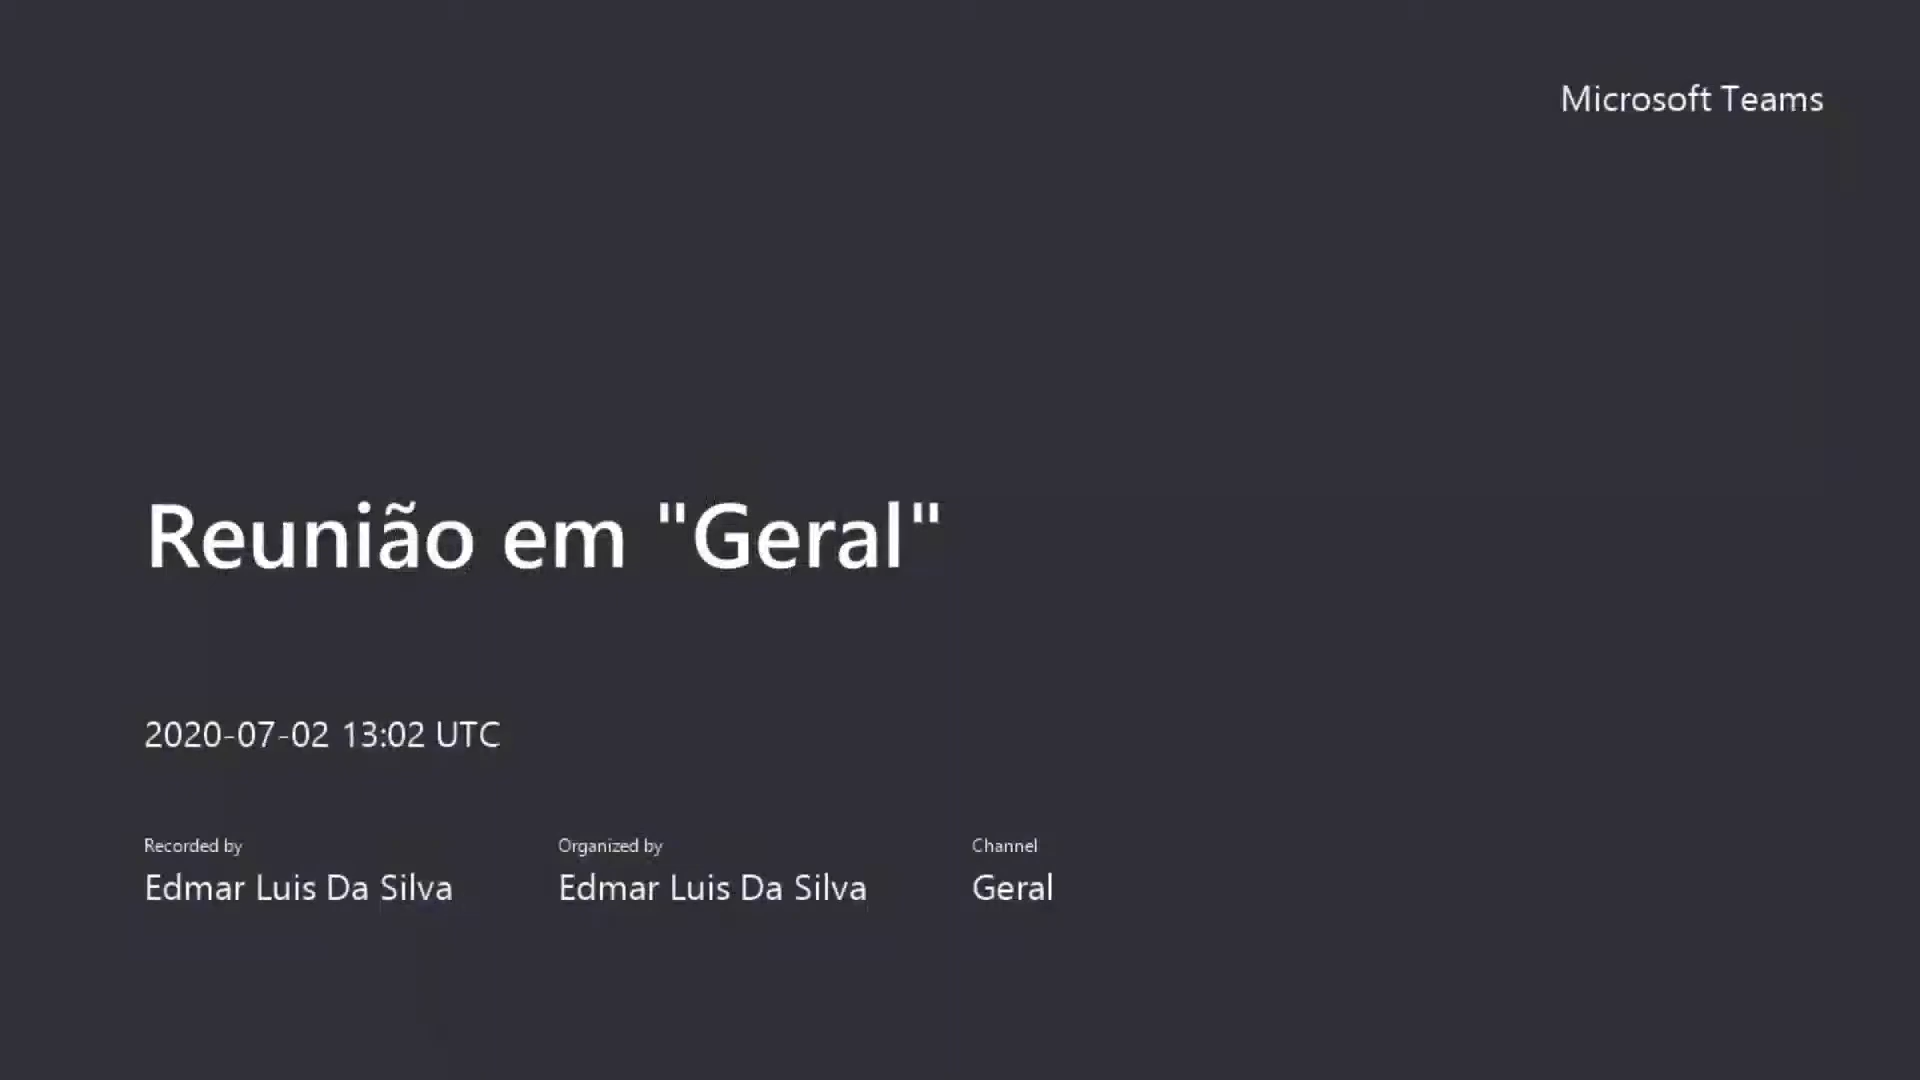 Microsoft Teams
Reunião em "Geral"
2020-07-02 13:02 UTC
Recorded by
Edmar Luis Da Silva
Organized by
Edmar Luis Da Silva
Channel
Geral